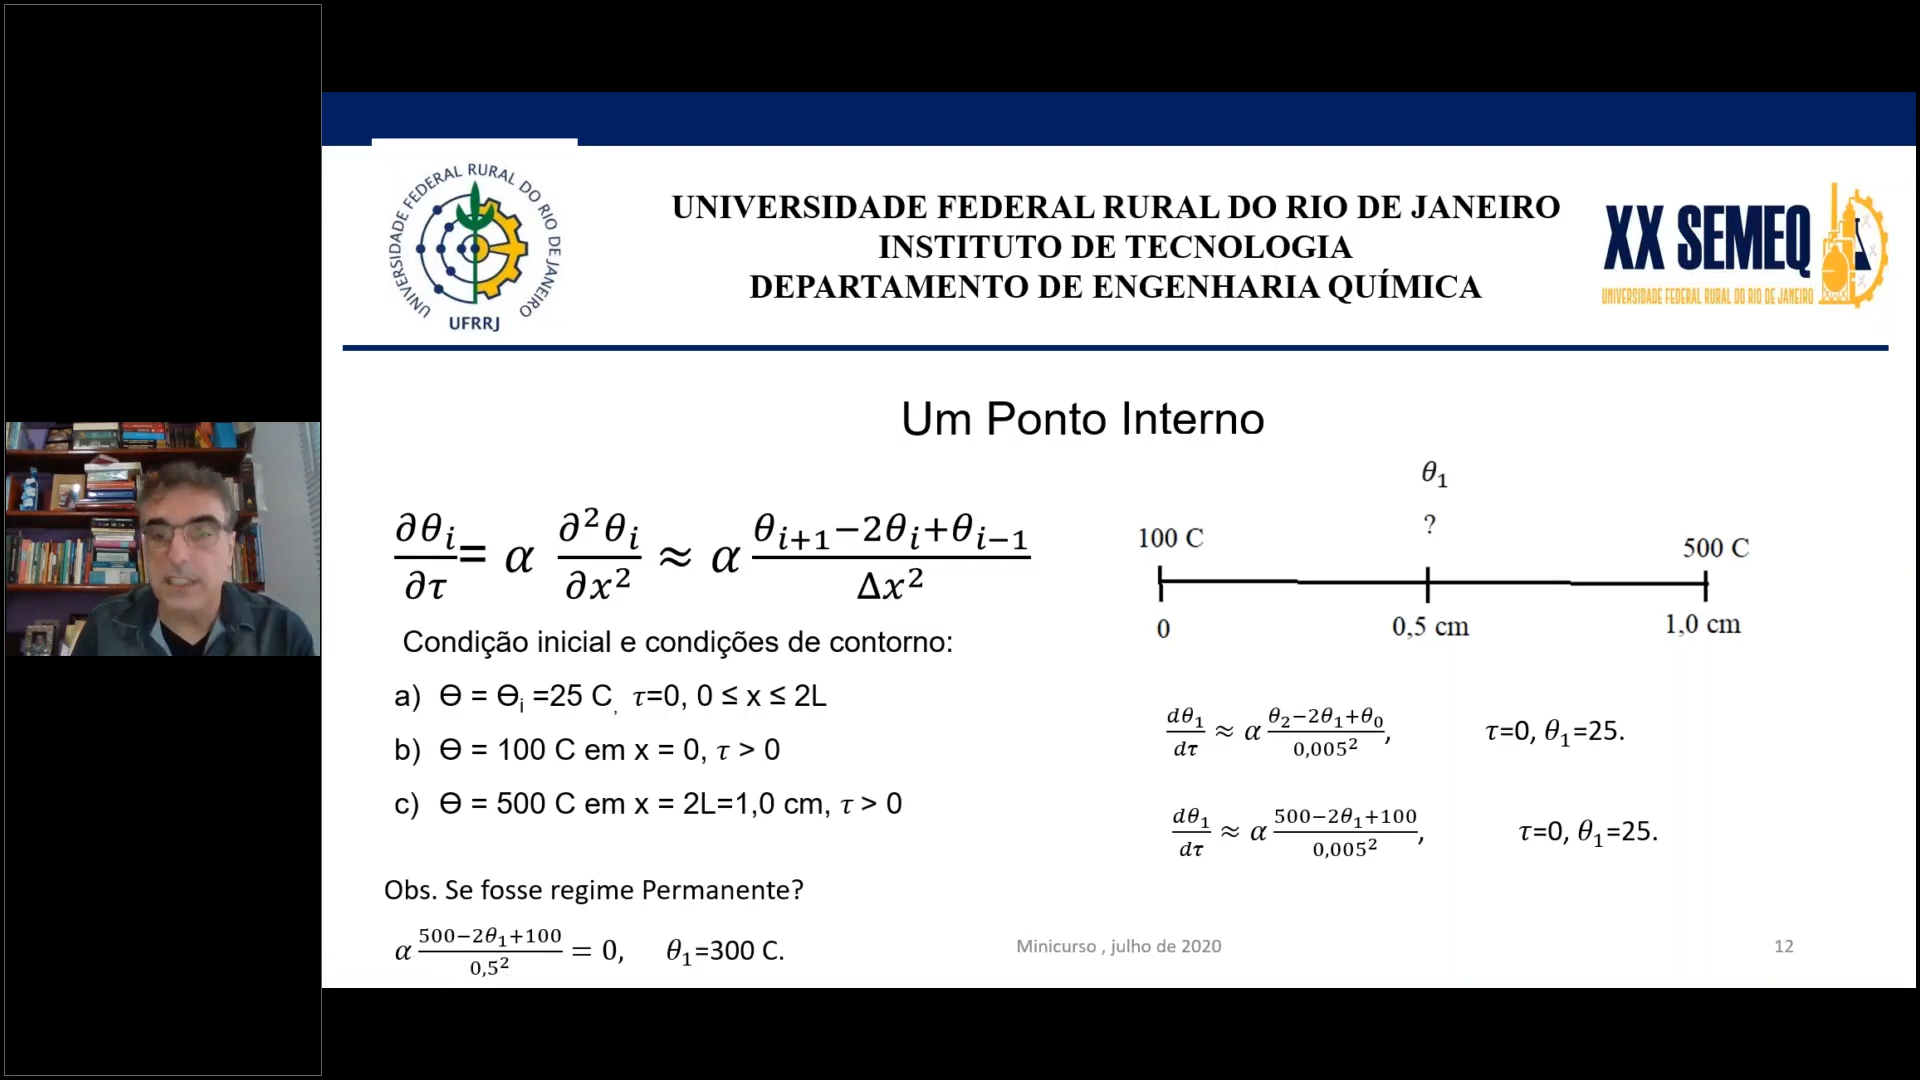 UNIVERSIDADE FEDERAL RURAL DO RIO DE JANEIRO
UFRRJ
UNIVERSIDADE FEDERAL RURAL DO RIO DE JANEIRO
INSTITUTO DE TECNOLOGIA
DEPARTAMENTO DE ENGENHARIA QUÍMICA
XX SEMEQ
UNIVERSIDADE FEDERAL RURAL DO RIO DE JANEIRO
Um Ponto Interno
∂θᵢ/∂τ = α ∂²θᵢ/∂x² ≈ α (θᵢ₊₁−2θᵢ+θᵢ₋₁)/Δx²
Condição inicial e condições de contorno:
a) Ɵ = Ɵᵢ =25 C, τ=0, 0 ≤ x ≤ 2L
b) Ɵ = 100 C em x = 0, τ > 0
c) Ɵ = 500 C em x = 2L=1,0 cm, τ > 0
Obs. Se fosse regime Permanente?
α (500−2θ₁+100)/0,5² = 0, θ₁=300 C.
θ₁
?
100 C
500 C
0
0,5 cm
1,0 cm
dθ₁/dτ ≈ α (θ₂−2θ₁+θ₀)/0,005², τ=0, θ₁=25.
dθ₁/dτ ≈ α (500−2θ₁+100)/0,005², τ=0, θ₁=25.
Minicurso , julho de 2020
12